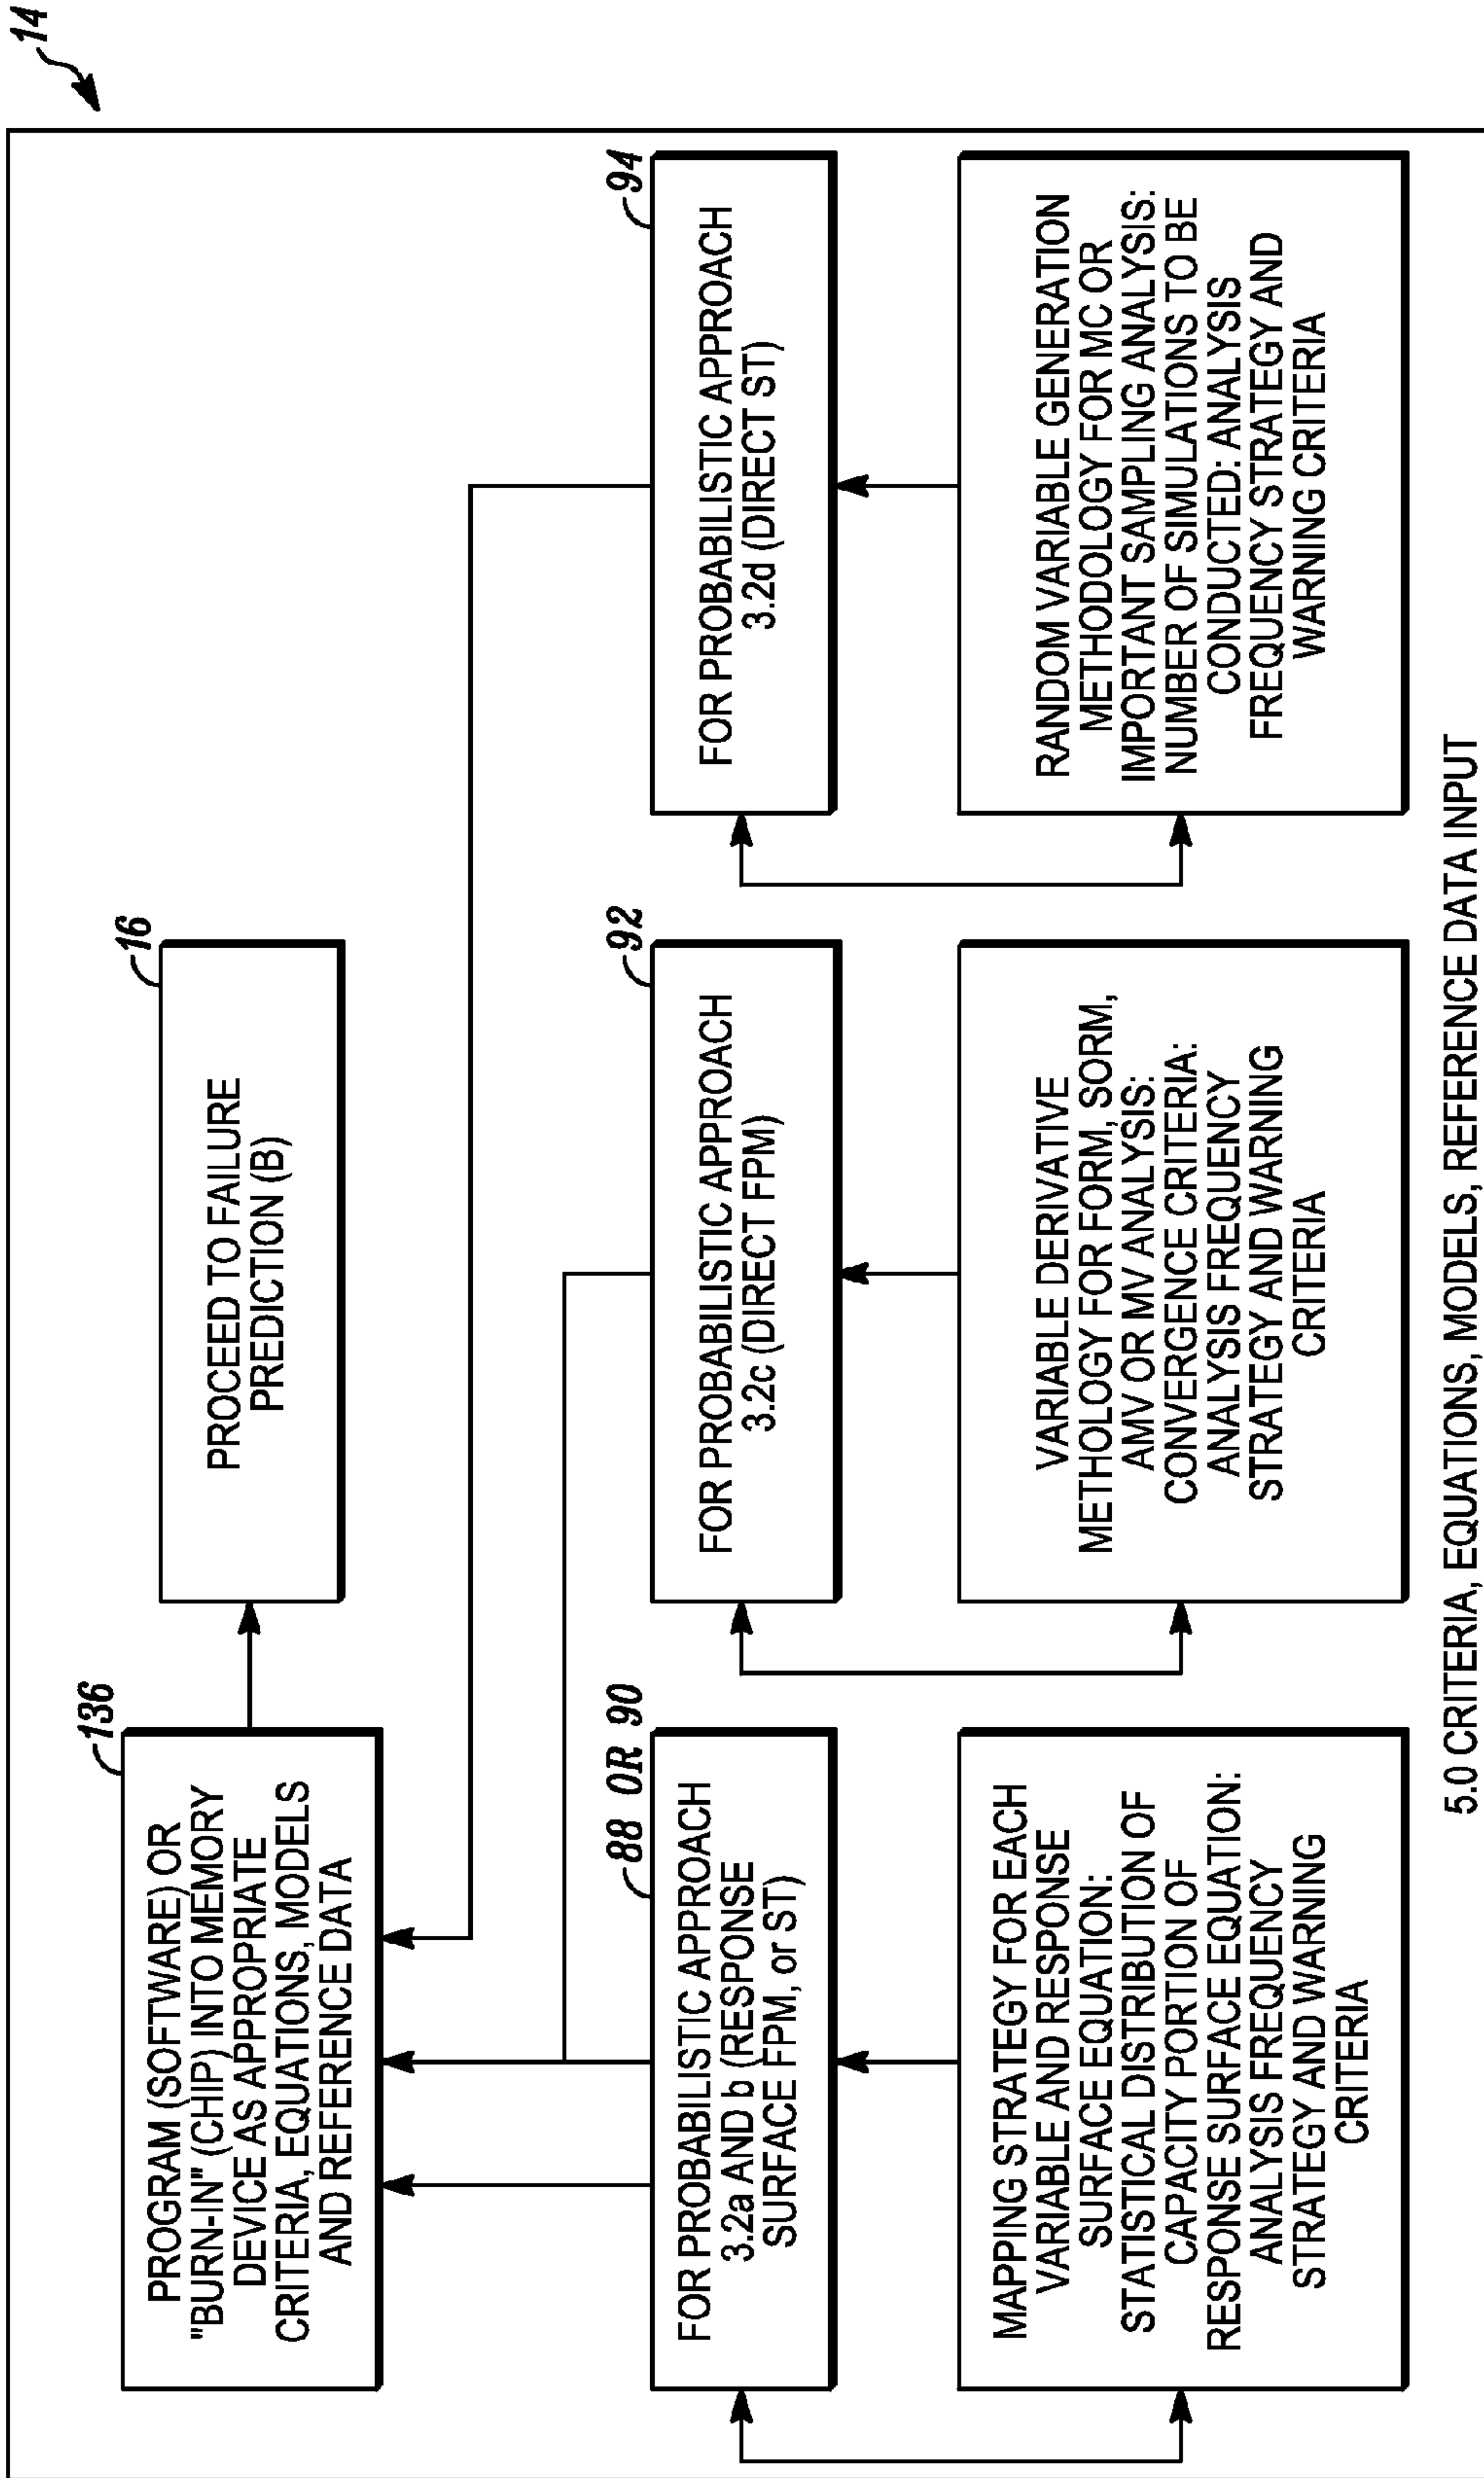 14
136
PROGRAM (SOFTWARE) OR
"BURN-IN" (CHIP) INTO MEMORY
DEVICE AS APPROPRIATE
CRITERIA, EQUATIONS, MODELS
AND REFERENCE DATA
16
PROCEED TO FAILURE
PREDICTION (B)
88 OR 90
FOR PROBABILISTIC APPROACH
3.2a AND b (RESPONSE
SURFACE FPM, or ST)
92
FOR PROBABILISTIC APPROACH
3.2c (DIRECT FPM)
94
FOR PROBABILISTIC APPROACH
3.2d (DIRECT ST)
MAPPING STRATEGY FOR EACH
VARIABLE AND RESPONSE
SURFACE EQUATION:
STATISTICAL DISTRIBUTION OF
CAPACITY PORTION OF
RESPONSE SURFACE EQUATION:
ANALYSIS FREQUENCY
STRATEGY AND WARNING
CRITERIA
VARIABLE DERIVATIVE
METHOLOGY FOR FORM, SORM,
AMV OR MV ANALYSIS:
CONVERGENCE CRITERIA:
ANALYSIS FREQUENCY
STRATEGY AND WARNING
CRITERIA
RANDOM VARIABLE GENERATION
METHODOLOGY FOR MC OR
IMPORTANT SAMPLING ANALYSIS:
NUMBER OF SIMULATIONS TO BE
CONDUCTED: ANALYSIS
FREQUENCY STRATEGY AND
WARNING CRITERIA
5.0 CRITERIA, EQUATIONS, MODELS, REFERENCE DATA INPUT